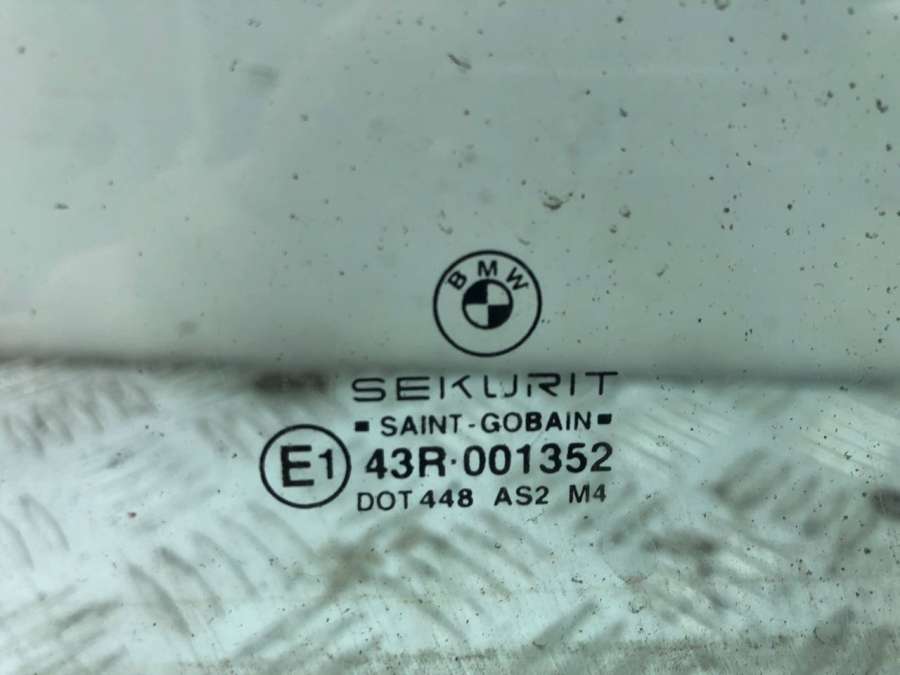 BMW
SEKURIT
SAINT-GOBAIN
E1
43R·001352
DOT 448 AS2 M4